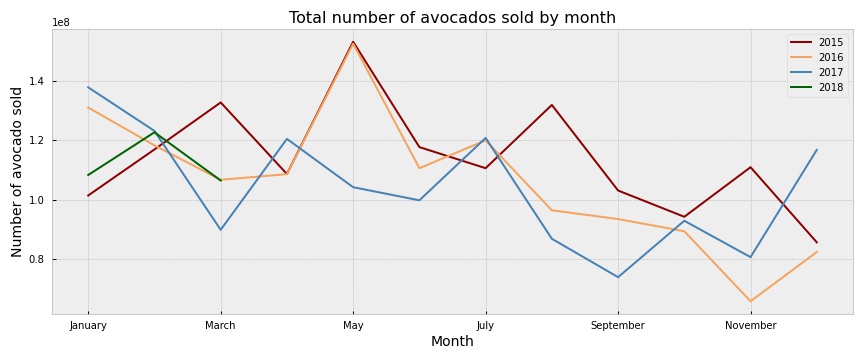 Total number of avocados sold by month
1e8
2015
2016
2017
2018
1.4
1.2
1.0
0.8
Number of avocado sold
January March May July September November
Month